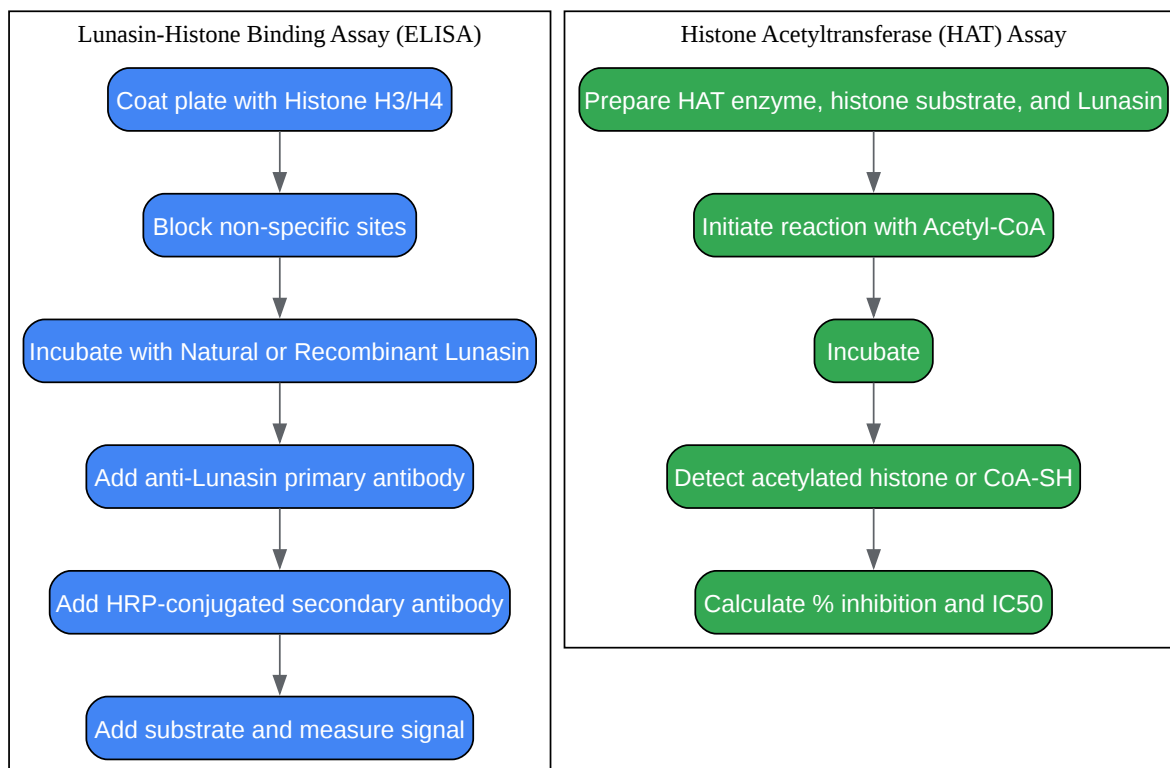 Lunasin-Histone Binding Assay (ELISA)
Coat plate with Histone H3/H4
Block non-specific sites
Incubate with Natural or Recombinant Lunasin
Add anti-Lunasin primary antibody
Add HRP-conjugated secondary antibody
Add substrate and measure signal
Histone Acetyltransferase (HAT) Assay
Prepare HAT enzyme, histone substrate, and Lunasin
Initiate reaction with Acetyl-CoA
Incubate
Detect acetylated histone or CoA-SH
Calculate % inhibition and IC50